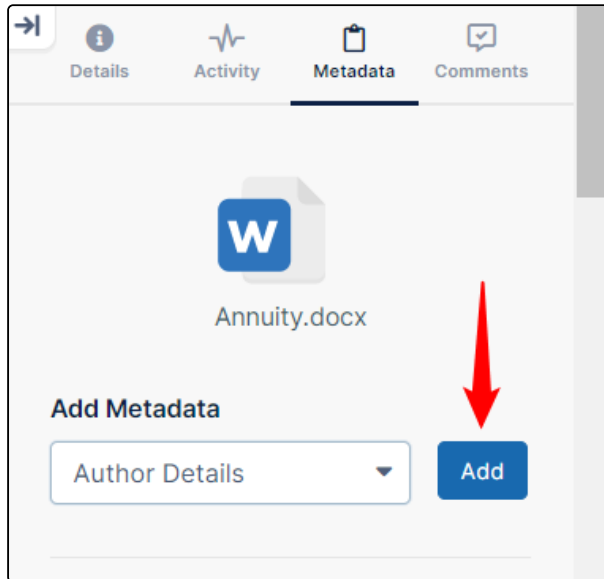 Details Activity Metadata Comments
W
Annuity.docx
Add Metadata
Author Details Add